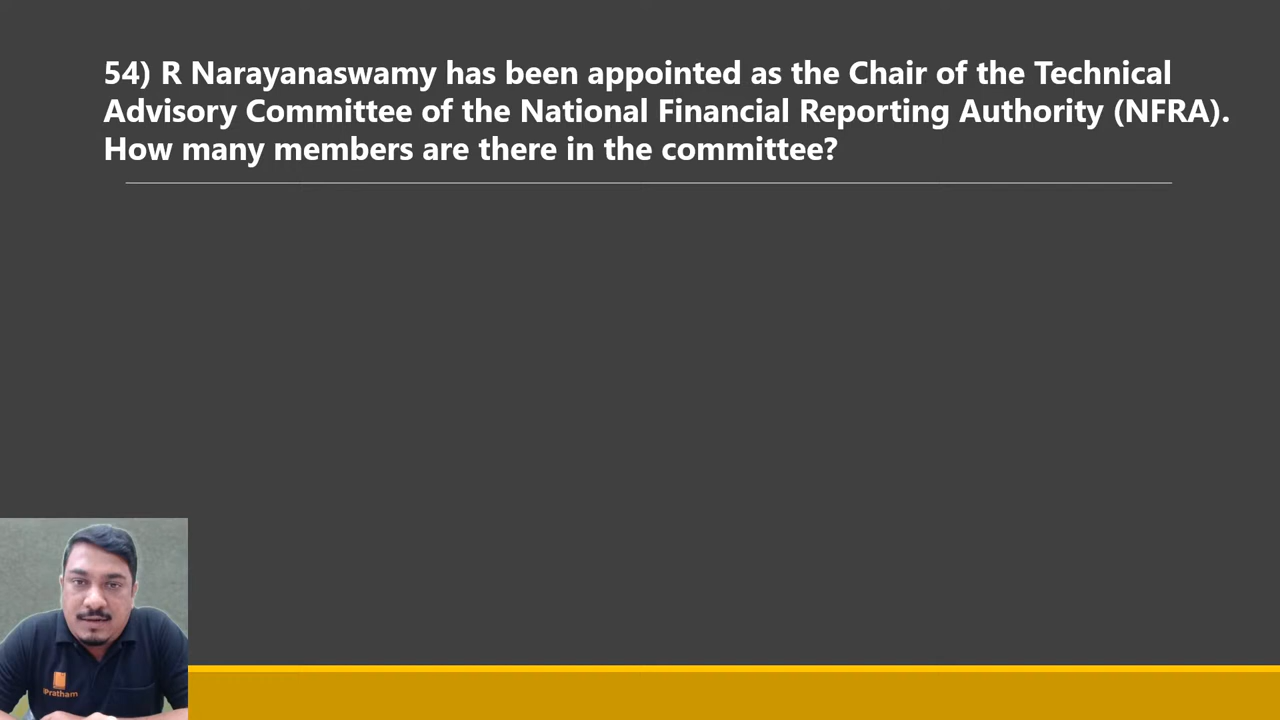 54) R Narayanaswamy has been appointed as the Chair of the Technical
Advisory Committee of the National Financial Reporting Authority (NFRA).
How many members are there in the committee?
iPratham